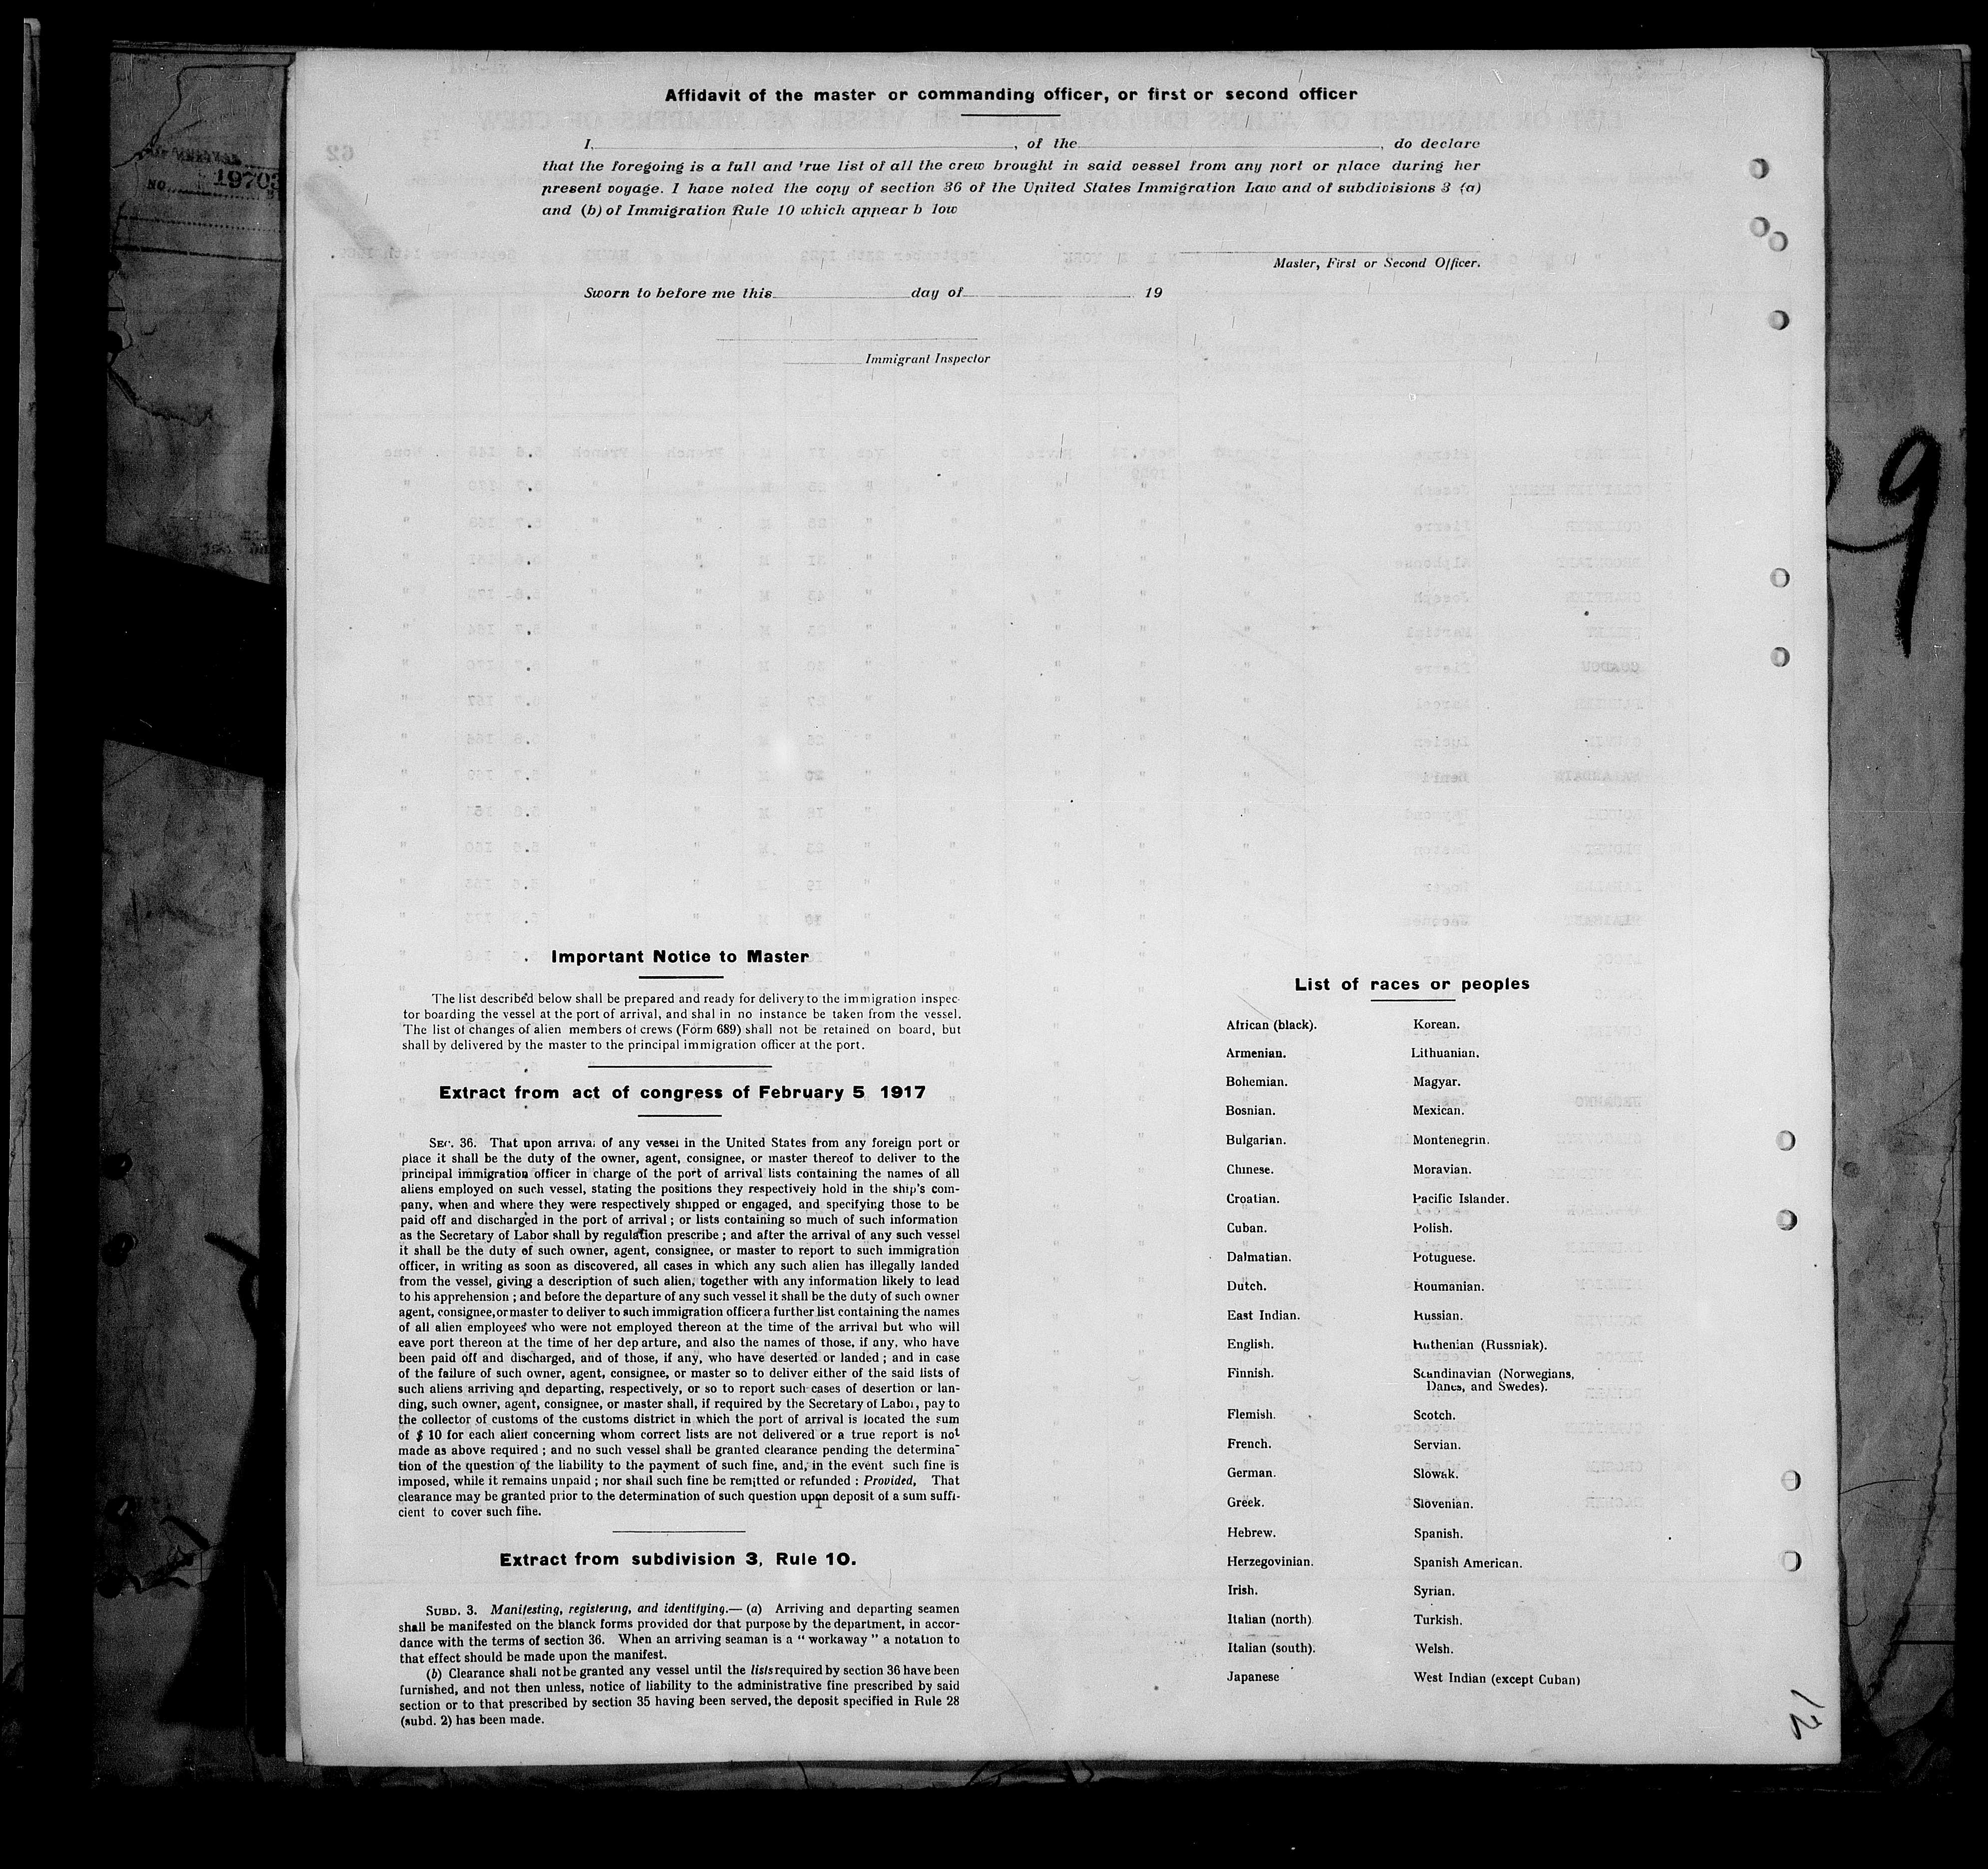 Affidavit of the master or commanding officer, or first or second officer
I, , of the , do declare
that the foregoing is a full and true list of all the crew brought in said vessel from any port or place during her
present voyage. I have noted the copy of section 36 of the United States Immigration Law and of subdivisions 3 (a)
and (b) of Immigration Rule 10 which appear b low
Master, First or Second Officer.
Sworn to before me this day of 19
Immigrant Inspector
Important Notice to Master
The list described below shall be prepared and ready for delivery to the immigration inspec-
tor boarding the vessel at the port of arrival, and shal in no instance be taken from the vessel.
The list of changes of alien members of crews (Form 689) shall not be retained on board, but
shall by delivered by the master to the principal immigration officer at the port.
Extract from act of congress of February 5 1917
SEC. 36. That upon arrival of any vessel in the United States from any foreign port or
place it shall be the duty of the owner, agent, consignee, or master thereof to deliver to the
principal immigration officer in charge of the port of arrival lists containing the names of all
aliens employed on such vessel, stating the positions they respectively hold in the ship's com-
pany, when and where they were respectively shipped or engaged, and specifying those to be
paid off and discharged in the port of arrival ; or lists containing so much of such information
as the Secretary of Labor shall by regulation prescribe ; and after the arrival of any such vessel
it shall be the duty of such owner, agent, consignee, or master to report to such immigration
officer, in writing as soon as discovered, all cases in which any such alien has illegally landed
from the vessel, giving a description of such alien, together with any information likely to lead
to his apprehension ; and before the departure of any such vessel it shall be the duty of such owner
agent, consignee, or master to deliver to such immigration officer a further list containing the names
of all alien employees who were not employed thereon at the time of the arrival but who will
eave port thereon at the time of her departure, and also the names of those, if any, who have
been paid off and discharged, and of those, if any, who have deserted or landed ; and in case
of the failure of such owner, agent, consignee, or master so to deliver either of the said lists of
such aliens arriving and departing, respectively, or so to report such cases of desertion or lan-
ding, such owner, agent, consignee, or master shall, if required by the Secretary of Labor, pay to
the collector of customs of the customs district in which the port of arrival is located the sum
of $ 10 for each alien concerning whom correct lists are not delivered or a true report is not
made as above required ; and no such vessel shall be granted clearance pending the determina-
tion of the question of the liability to the payment of such fine, and, in the event such fine is
imposed, while it remains unpaid ; nor shall such fine be remitted or refunded : Provided, That
clearance may be granted prior to the determination of such question upon deposit of a sum suffi-
cient to cover such fine.
Extract from subdivision 3, Rule 10.
SUBD. 3. Manifesting, registering, and identifying.— (a) Arriving and departing seamen
shall be manifested on the blanck forms provided dor that purpose by the department, in accor-
dance with the terms of section 36. When an arriving seaman is a " workaway " a notation to
that effect should be made upon the manifest.
(b) Clearance shall not be granted any vessel until the lists required by section 36 have been
furnished, and not then unless, notice of liability to the administrative fine prescribed by said
section or to that prescribed by section 35 having been served, the deposit specified in Rule 28
(subd. 2) has been made.
List of races or peoples
African (black).
Armenian.
Bohemian.
Bosnian.
Bulgarian.
Chinese.
Croatian.
Cuban.
Dalmatian.
Dutch.
East Indian.
English.
Finnish.
Flemish.
French.
German.
Greek.
Hebrew.
Herzegovinian.
Irish.
Italian (north)
Italian (south).
Japanese
Korean.
Lithuanian.
Magyar.
Mexican.
Montenegrin.
Moravian.
Pacific Islander.
Polish.
Potuguese.
Roumanian.
Russian.
Ruthenian (Russniak).
Scandinavian (Norwegians,
Danes, and Swedes).
Scotch.
Servian.
Slowak.
Slovenian.
Spanish.
Spanish American.
Syrian.
Turkish.
Welsh.
West Indian (except Cuban)
12
NO. 19703
9